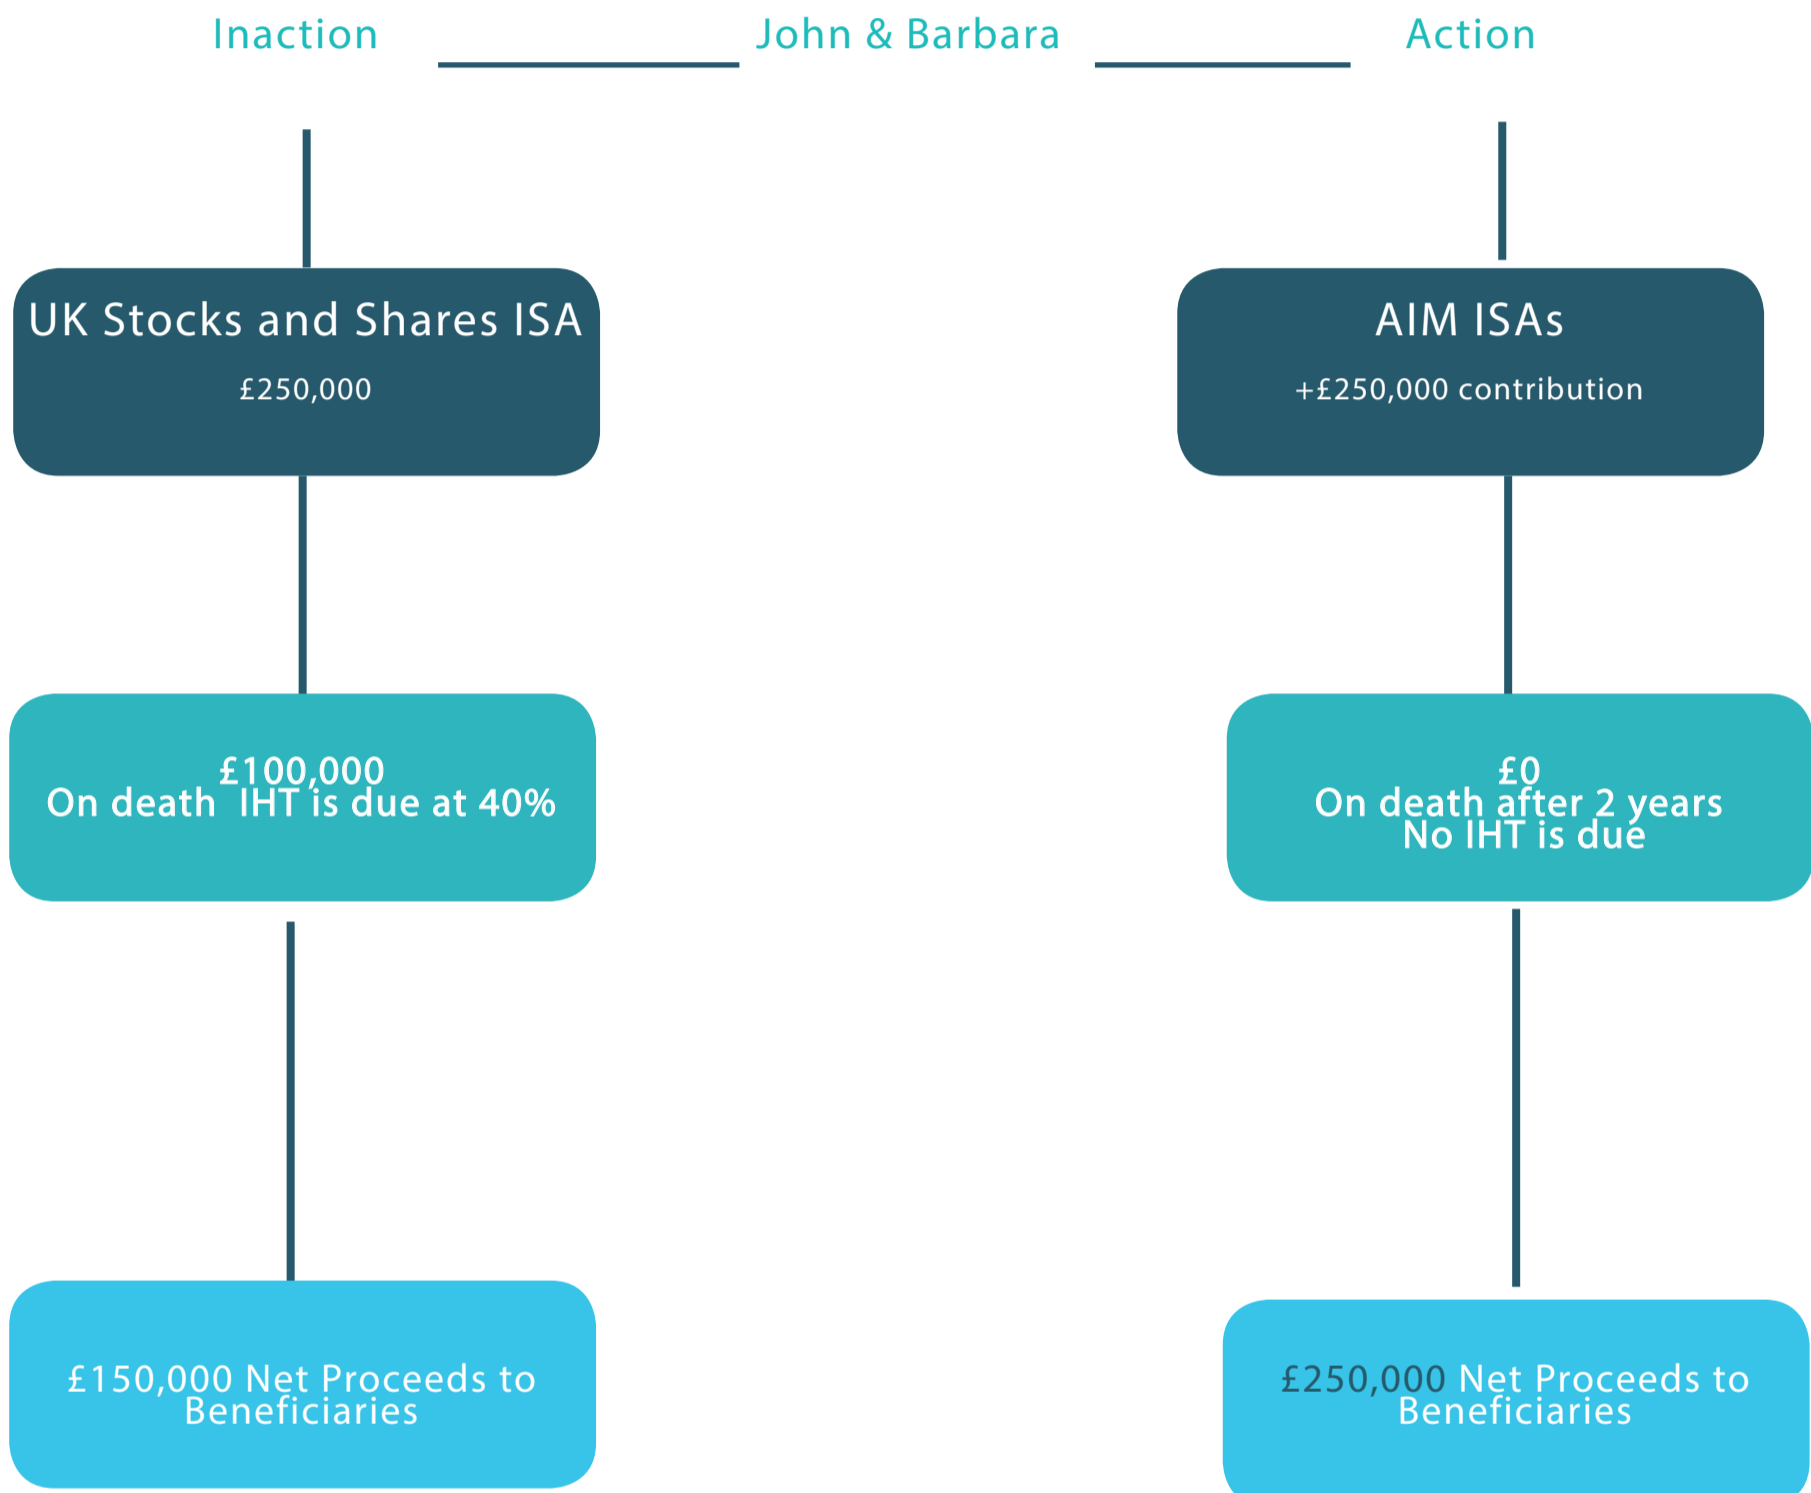 Inaction
John & Barbara
Action
UK Stocks and Shares ISA
£250,000
AIM ISAs
+£250,000 contribution
£100,000
On death  IHT is due at 40%
£0
On death after 2 years
No IHT is due
£150,000 Net Proceeds to
Beneficiaries
£250,000 Net Proceeds to
Beneficiaries